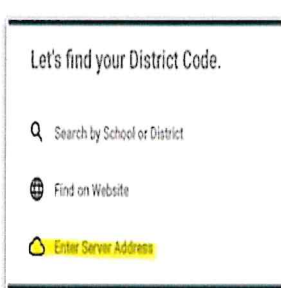 Let's find your District Code.
Search by School or District
Find on Website
Enter Server Address